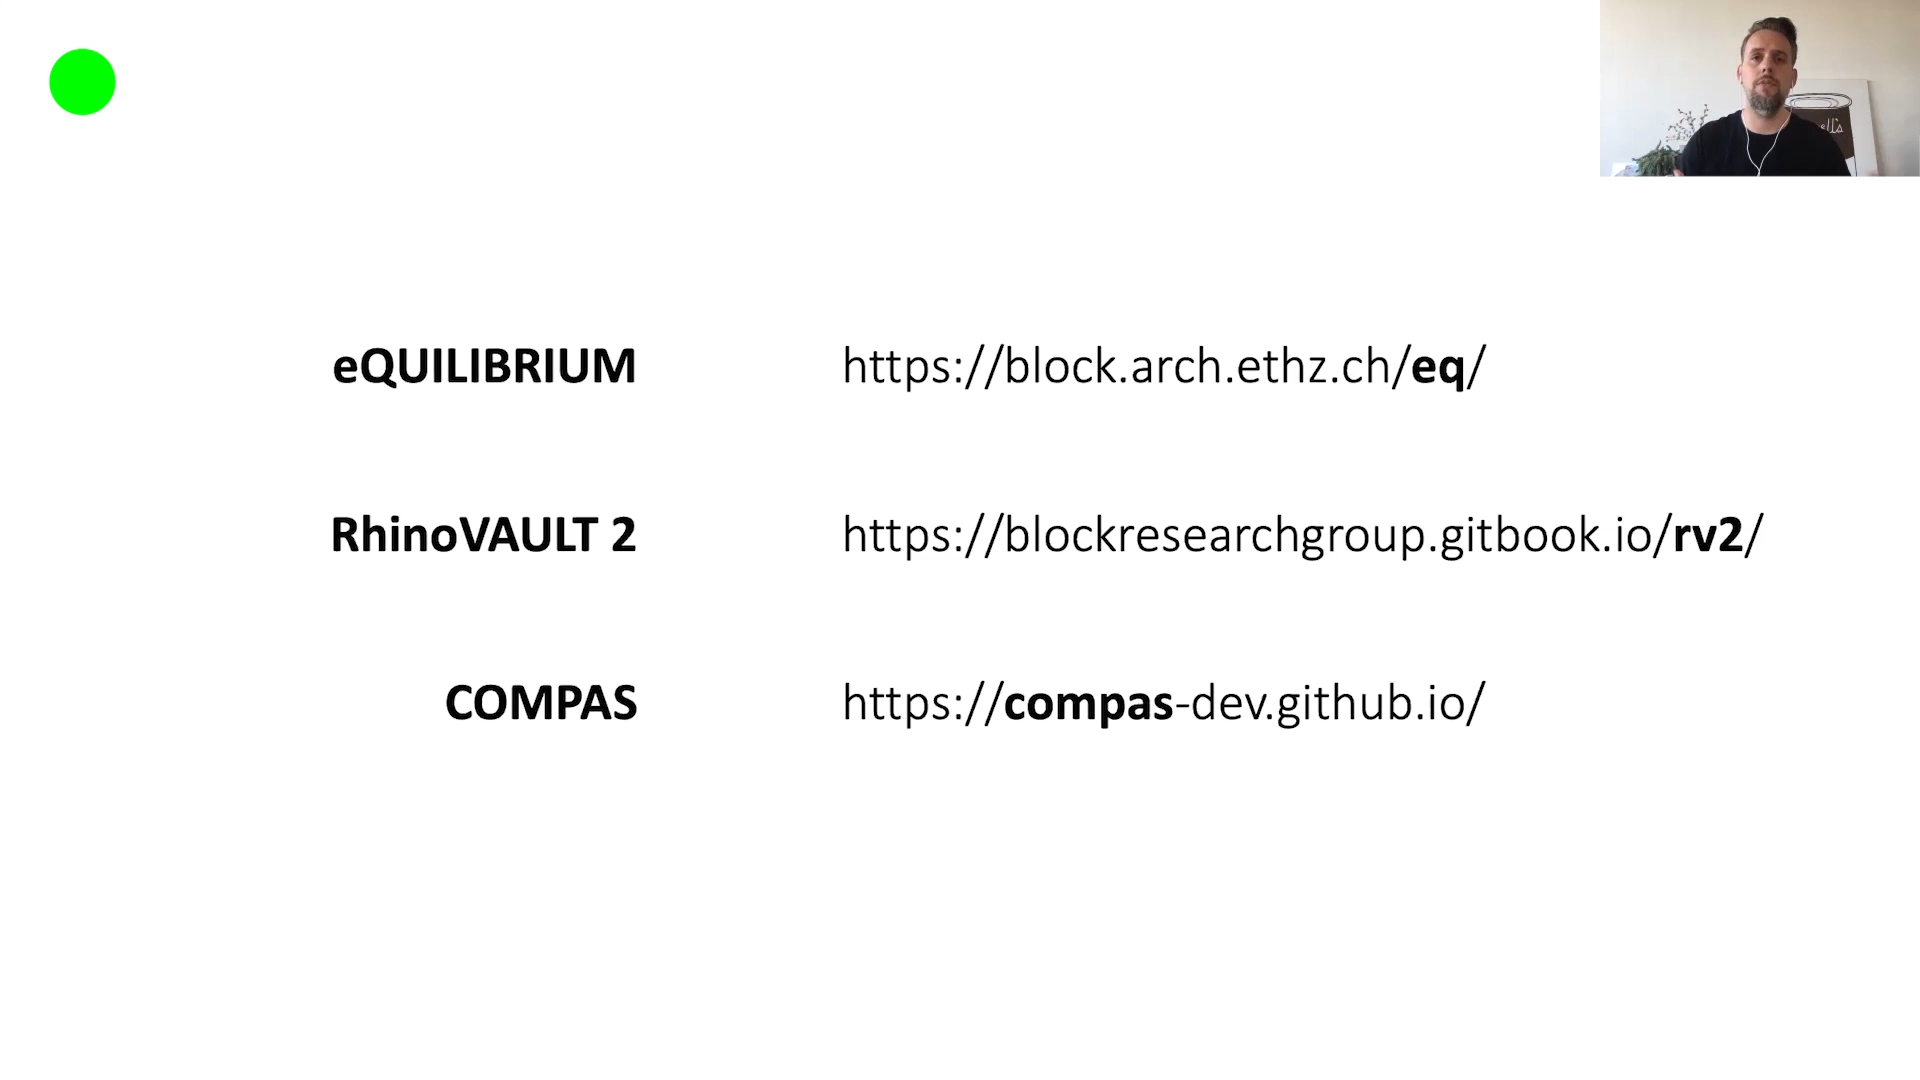 eQUILIBRIUM https://block.arch.ethz.ch/eq/
RhinoVAULT 2 https://blockresearchgroup.gitbook.io/rv2/
COMPAS https://compas-dev.github.io/